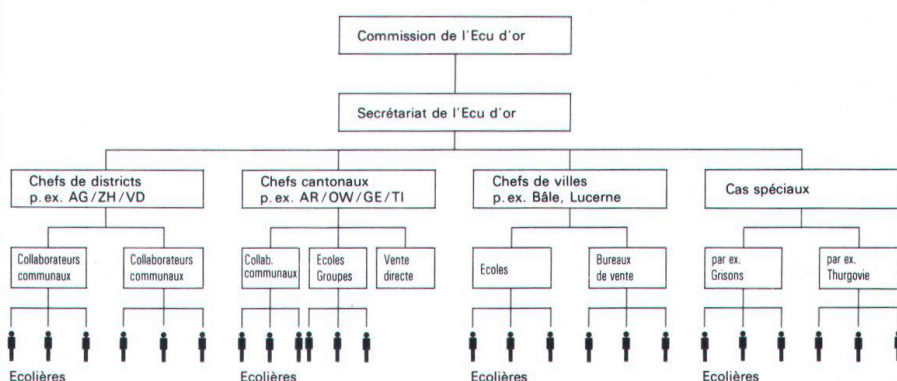 Commission de l'Ecu d'or
Secrétariat de l'Ecu d'or
Chefs de districts
p. ex. AG/ZH/VD
Chefs cantonaux
p. ex. AR/OW/GE/TI
Chefs de villes
p. ex. Bâle, Lucerne
Cas spéciaux
Collaborateurs
communaux
Collaborateurs
communaux
Collab.
communaux
Ecoles
Groupes
Vente
directe
Ecoles
Bureaux
de vente
par ex.
Grisons
par ex.
Thurgovie
Ecolières
Ecolières
Ecolières
Ecolières